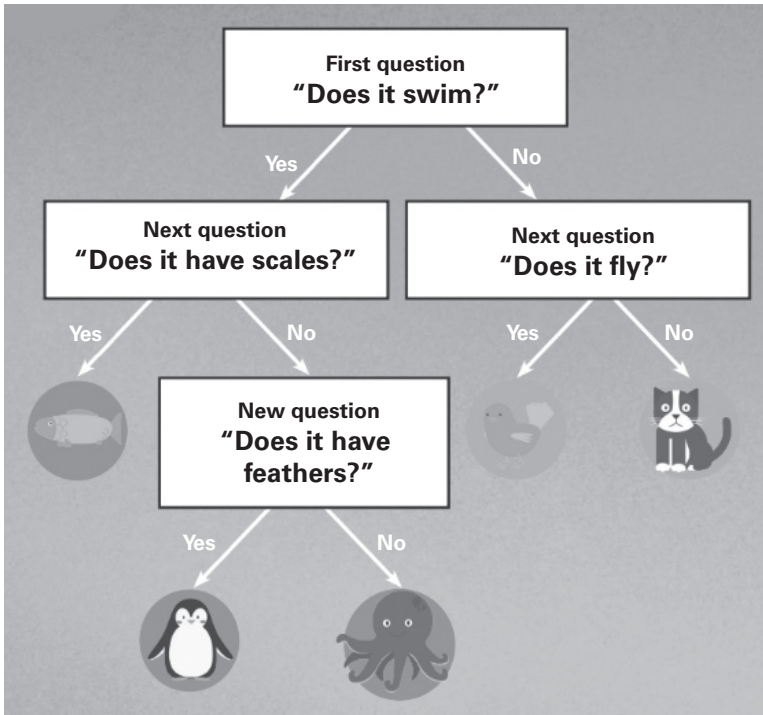 First question
“Does it swim?”
Yes
No
Next question
“Does it have scales?”
Next question
“Does it fly?”
Yes
No
Yes
No
New question
“Does it have
feathers?”
Yes
No